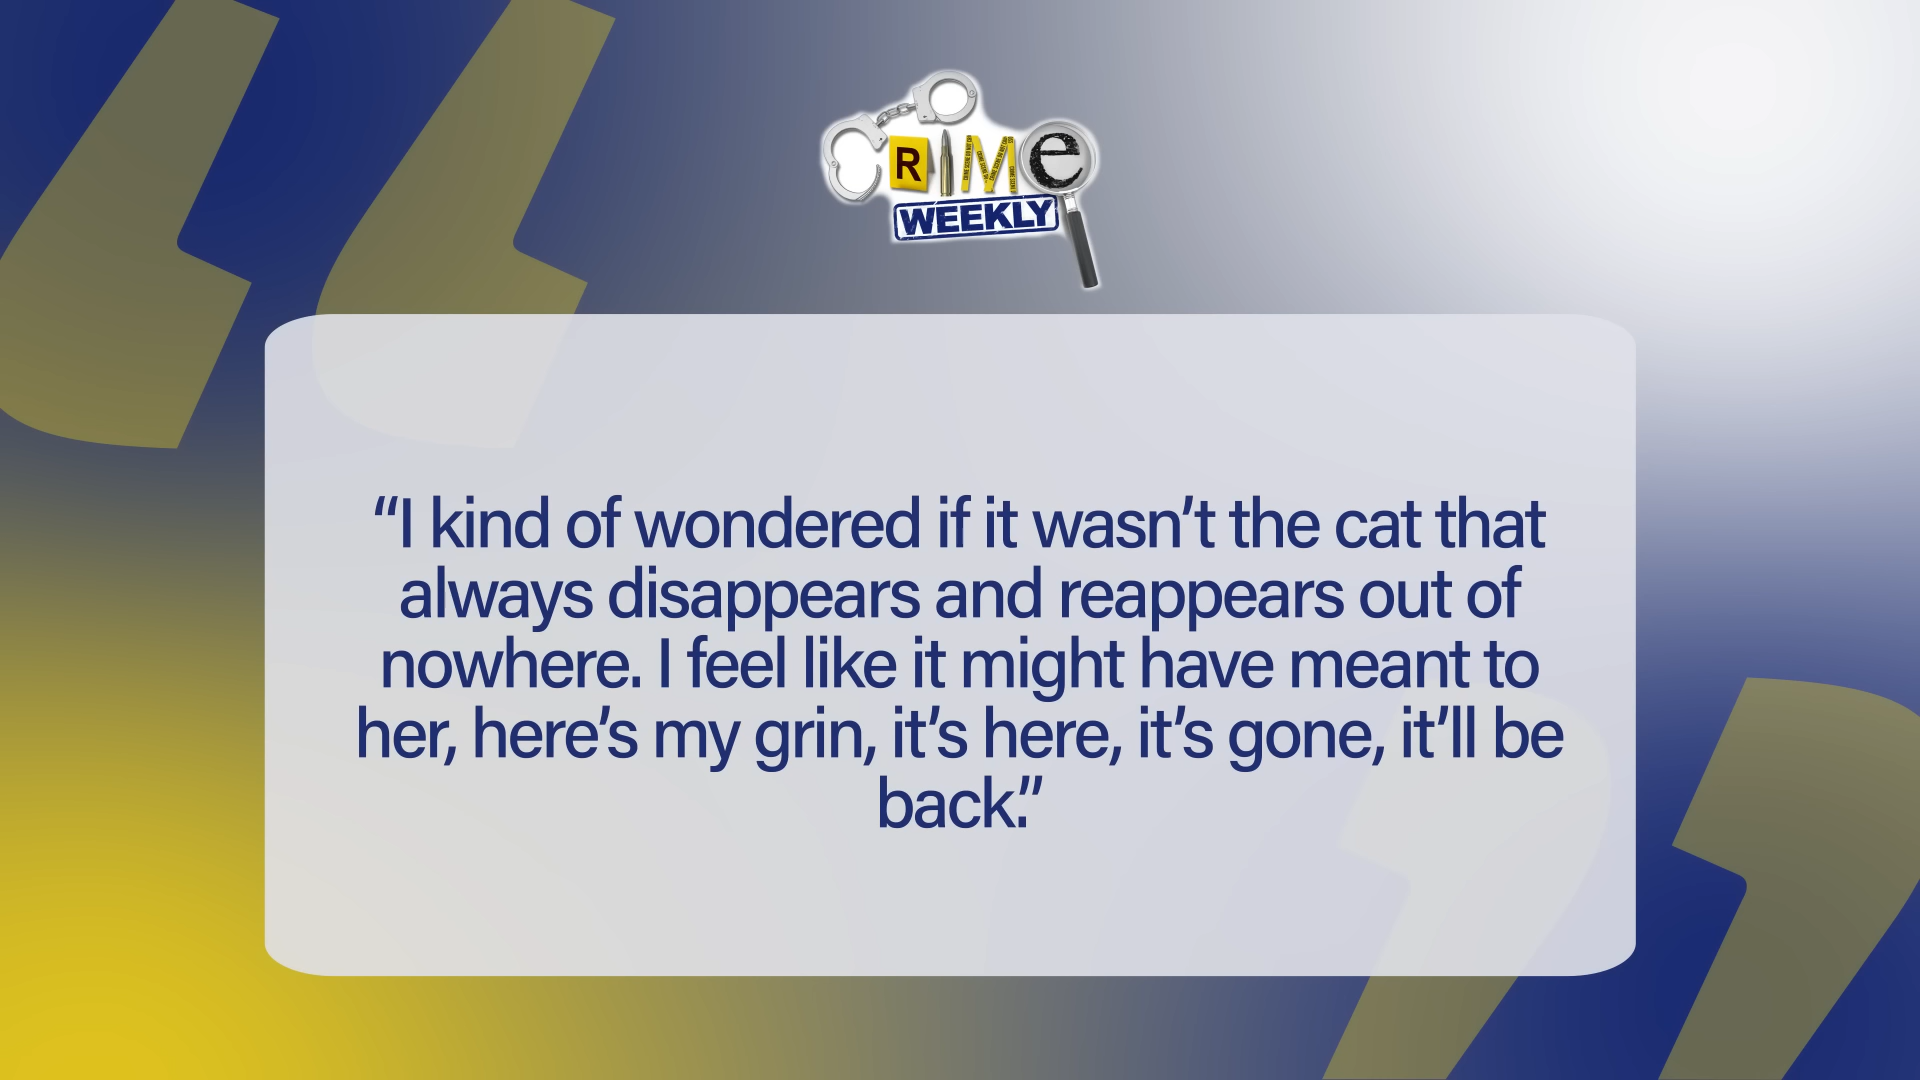 CRIMe
WEEKLY
“I kind of wondered if it wasn’t the cat that
always disappears and reappears out of
nowhere. I feel like it might have meant to
her, here’s my grin, it’s here, it’s gone, it’ll be
back.”